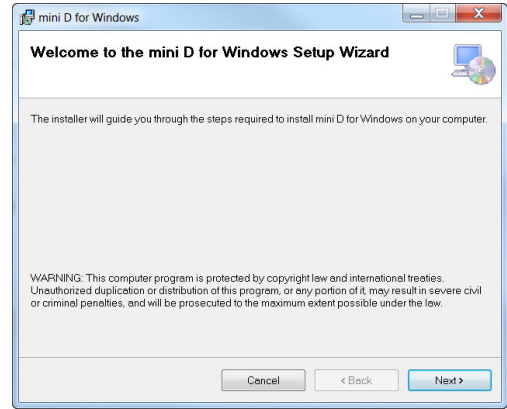 mini D for Windows
Welcome to the mini D for Windows Setup Wizard
The installer will guide you through the steps required to install mini D for Windows on your computer.
WARNING: This computer program is protected by copyright law and international treaties.
Unauthorized duplication or distribution of this program, or any portion of it, may result in severe civil
or criminal penalties, and will be prosecuted to the maximum extent possible under the law.
Cancel
< Back
Next >